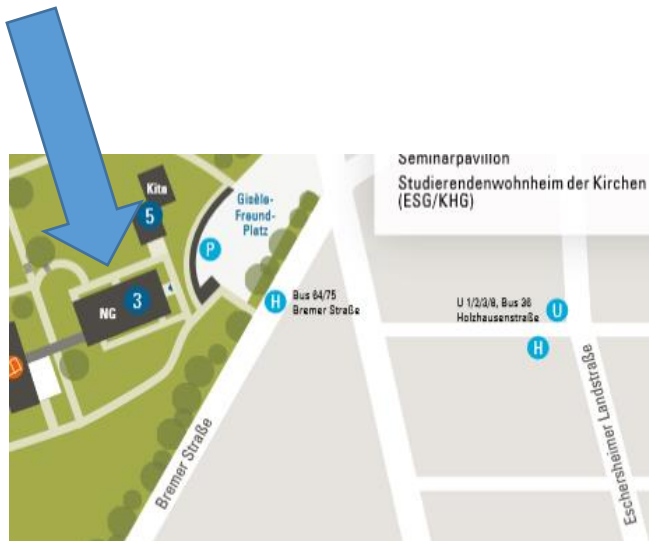 Seminarpavillon
Studierendenwohnheim der Kirchen
(ESG/KHG)
Kita
5
Gisèle-
Freund-
Platz
P
3
NG
H
Bus 64/75
Bremer Straße
U 1/2/3/8, Bus 36
Holzhausenstraße
U
H
Bremer Straße
Eschersheimer Landstraße